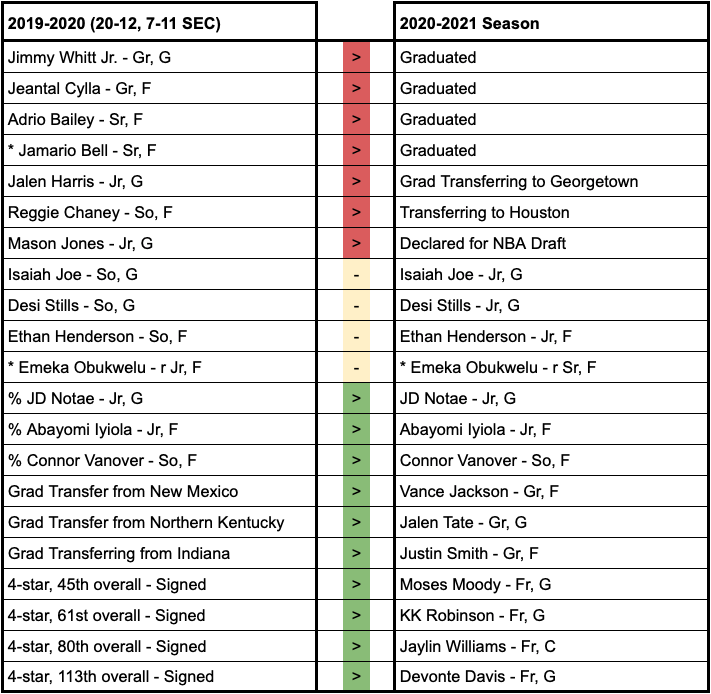 2019-2020 (20-12, 7-11 SEC) 2020-2021 Season
Jimmy Whitt Jr. - Gr, G > Graduated
Jeantal Cylla - Gr, F > Graduated
Adrio Bailey - Sr, F > Graduated
* Jamario Bell - Sr, F > Graduated
Jalen Harris - Jr, G > Grad Transferring to Georgetown
Reggie Chaney - So, F > Transferring to Houston
Mason Jones - Jr, G > Declared for NBA Draft
Isaiah Joe - So, G - Isaiah Joe - Jr, G
Desi Stills - So, G - Desi Stills - Jr, G
Ethan Henderson - So, F - Ethan Henderson - Jr, F
* Emeka Obukwelu - r Jr, F - * Emeka Obukwelu - r Sr, F
% JD Notae - Jr, G > JD Notae - Jr, G
% Abayomi Iyiola - Jr, F > Abayomi Iyiola - Jr, F
% Connor Vanover - So, F > Connor Vanover - So, F
Grad Transfer from New Mexico > Vance Jackson - Gr, F
Grad Transfer from Northern Kentucky > Jalen Tate - Gr, G
Grad Transferring from Indiana > Justin Smith - Gr, F
4-star, 45th overall - Signed > Moses Moody - Fr, G
4-star, 61st overall - Signed > KK Robinson - Fr, G
4-star, 80th overall - Signed > Jaylin Williams - Fr, C
4-star, 113th overall - Signed > Devonte Davis - Fr, G